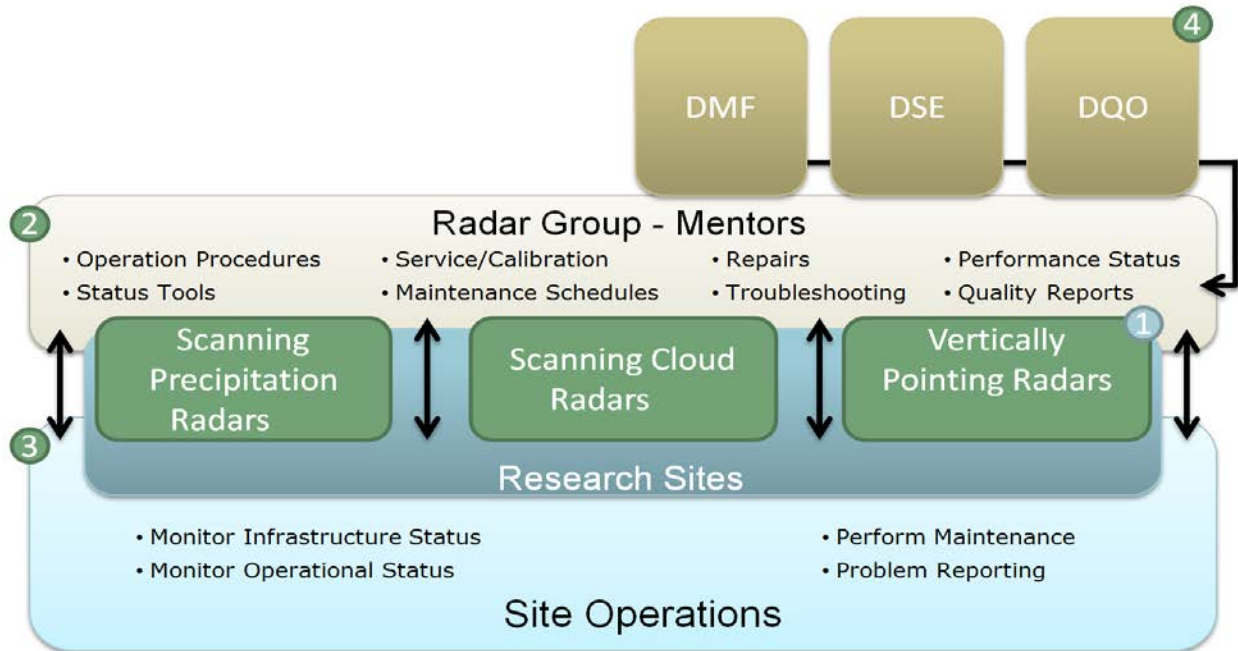 4
DMF
DSE
DQO
2
Radar Group - Mentors
• Operation Procedures
• Service/Calibration
• Repairs
• Performance Status
• Status Tools
• Maintenance Schedules
• Troubleshooting
• Quality Reports
1
Scanning
Precipitation
Radars
Scanning Cloud
Radars
Vertically
Pointing Radars
3
Research Sites
• Monitor Infrastructure Status
• Perform Maintenance
• Monitor Operational Status
• Problem Reporting
Site Operations